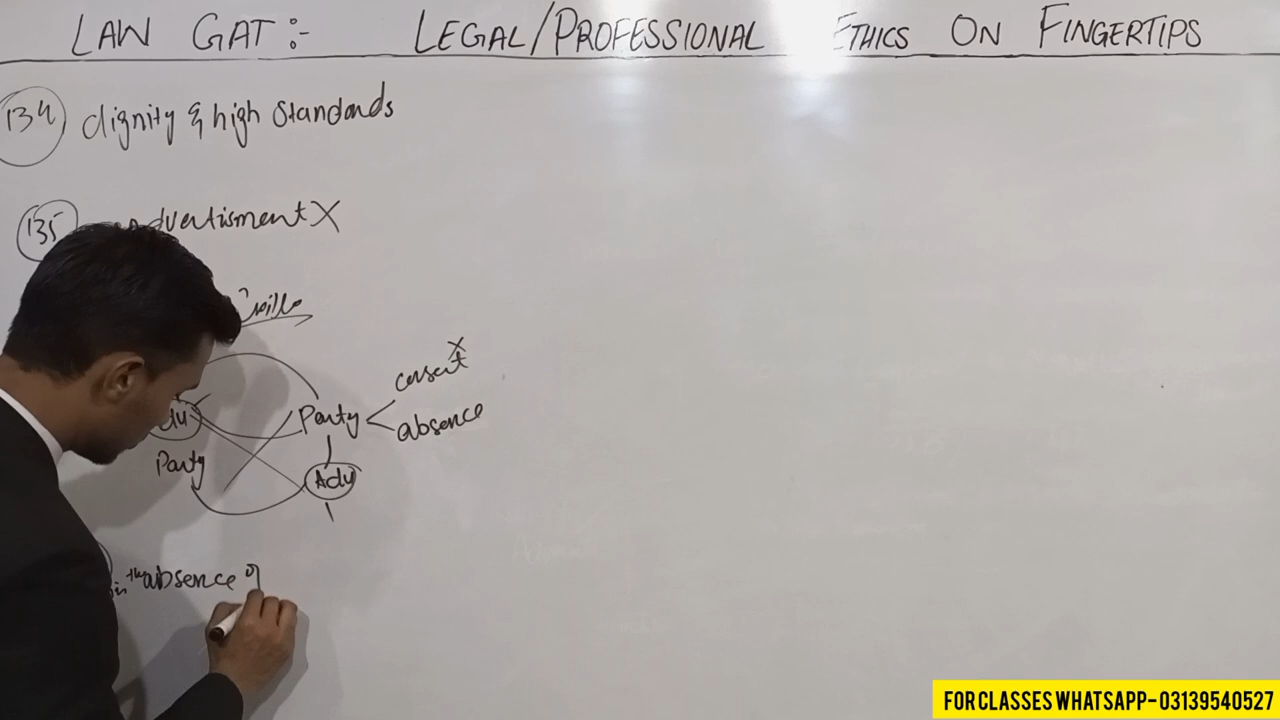 LAW GAT:- LEGAL/PROFESSIONAL ETHICS ON FINGERTIPS
134 dignity & high Standards
135 advertisment X
X
consent
Party
absence
Party
Adv
in the absence of
FOR CLASSES WHATSAPP-03139540527